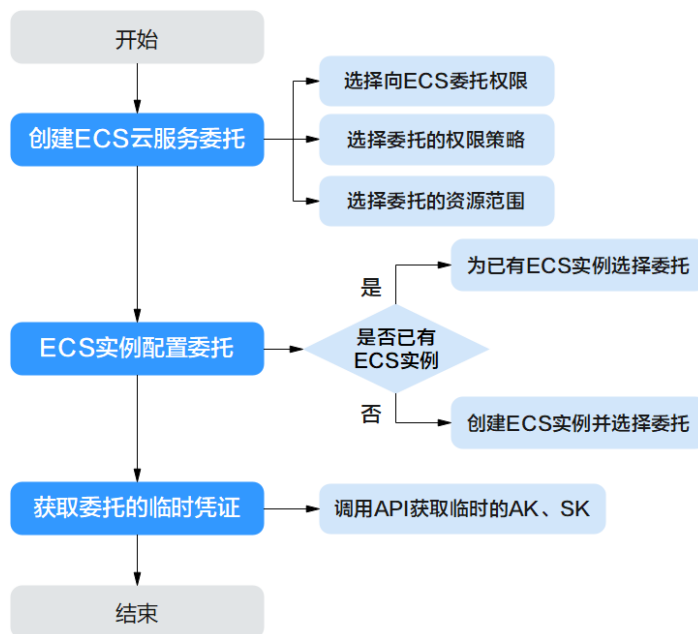 开始
创建ECS云服务委托
选择向ECS委托权限
选择委托的权限策略
选择委托的资源范围
ECS实例配置委托
是否已有
ECS实例
是
为已有ECS实例选择委托
否
创建ECS实例并选择委托
获取委托的临时凭证
调用API获取临时的AK、SK
结束